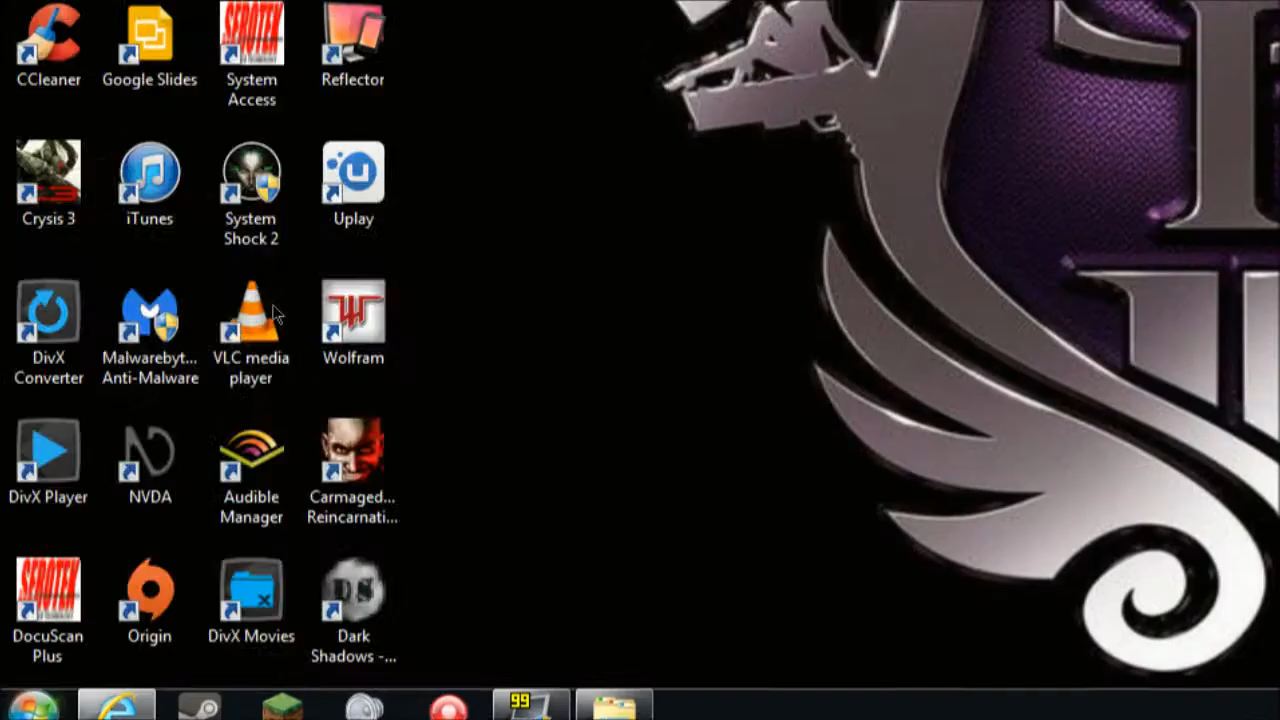 CCleaner
Google Slides
SEROTEK
System
Access
Reflector
Crysis 3
iTunes
System
Shock 2
Uplay
DivX
Converter
Malwarebyt...
Anti-Malware
VLC media
player
Wolfram
DivX Player
NVDA
Audible
Manager
Carmaged...
Reincarnati...
SEROTEK
DocuScan
Plus
Origin
DivX Movies
DS
Dark
Shadows -...
99